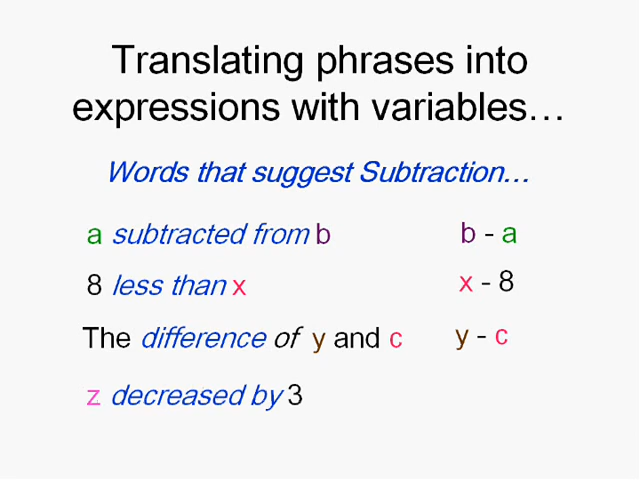 Translating phrases into
expressions with variables…
Words that suggest Subtraction…
a subtracted from b b - a
8 less than x x - 8
The difference of y and c y - c
z decreased by 3